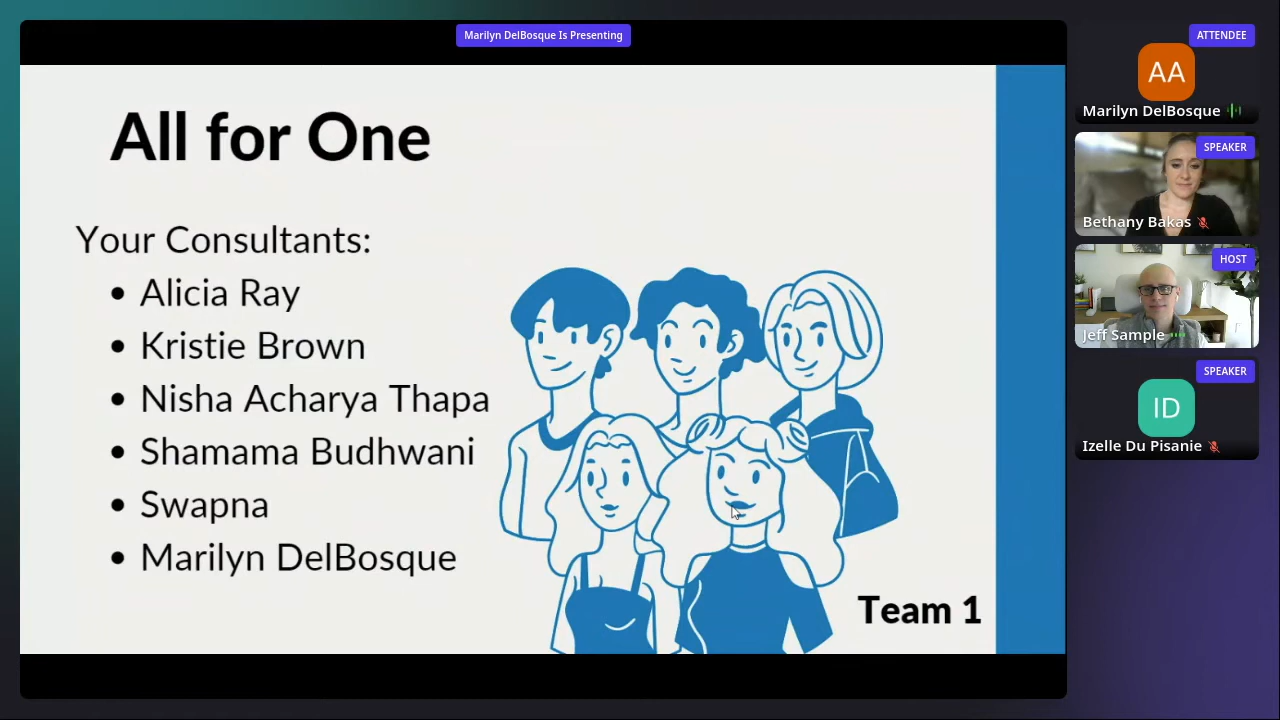 Marilyn DelBosque Is Presenting
All for One
Your Consultants:
• Alicia Ray
• Kristie Brown
• Nisha Acharya Thapa
• Shamama Budhwani
• Swapna
• Marilyn DelBosque
Team 1
ATTENDEE
AA
Marilyn DelBosque
SPEAKER
Bethany Bakas
HOST
Jeff Sample
SPEAKER
ID
Izelle Du Pisanie